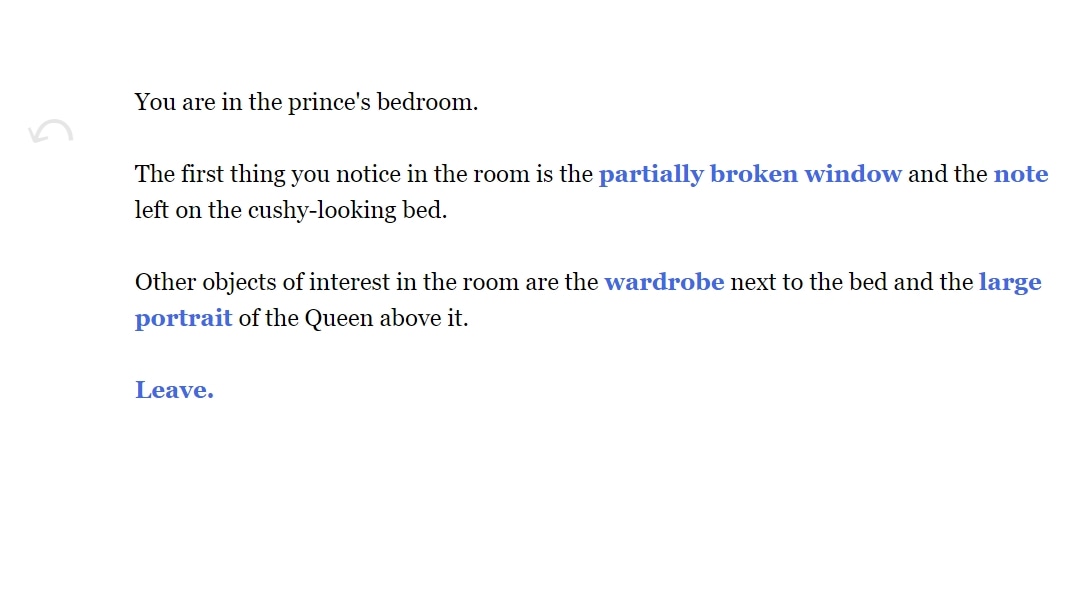 You are in the prince's bedroom.
The first thing you notice in the room is the partially broken window and the note
left on the cushy-looking bed.
Other objects of interest in the room are the wardrobe next to the bed and the large
portrait of the Queen above it.
Leave.